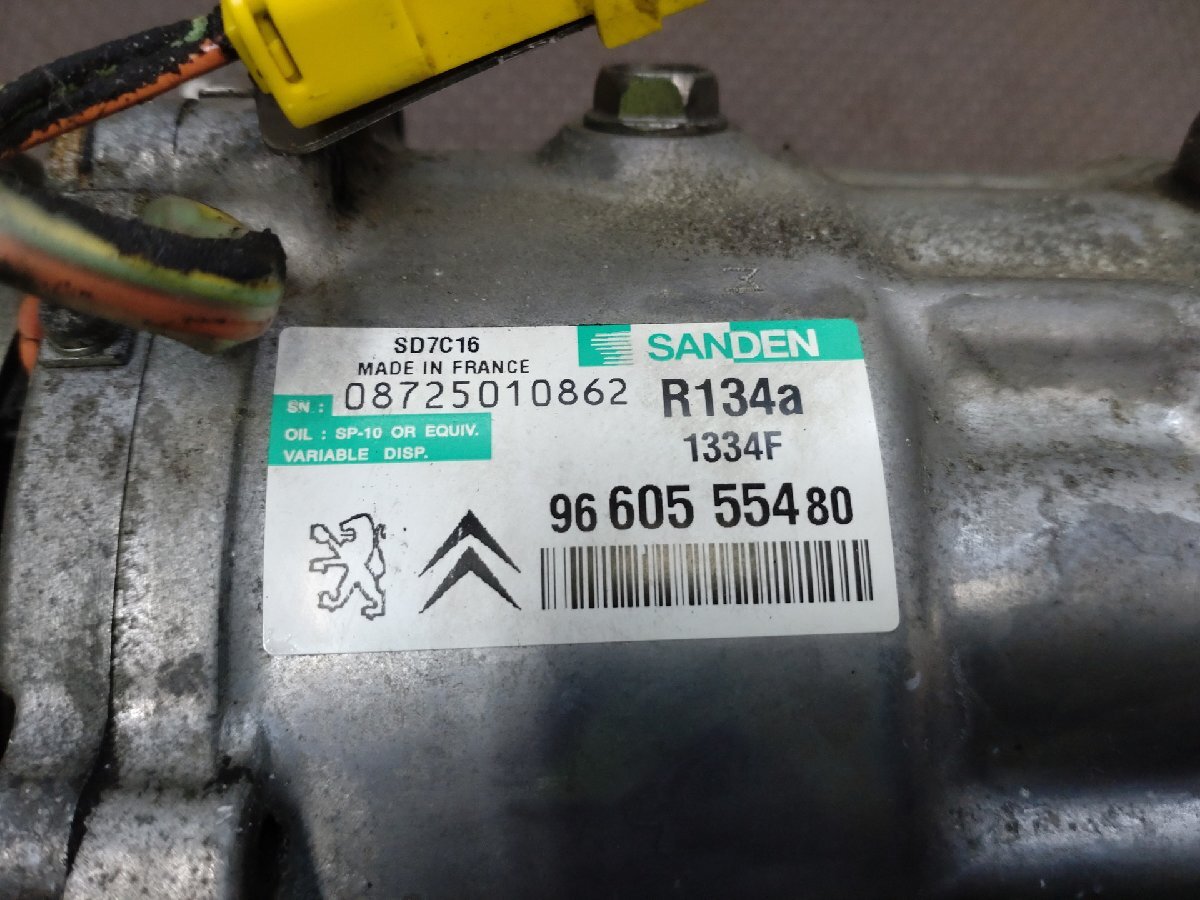 SD7C16
MADE IN FRANCE
SANDEN
SN : 08725010862
R134a
OIL : SP-10 OR EQUIV.
VARIABLE DISP.
1334F
96 605 554 80